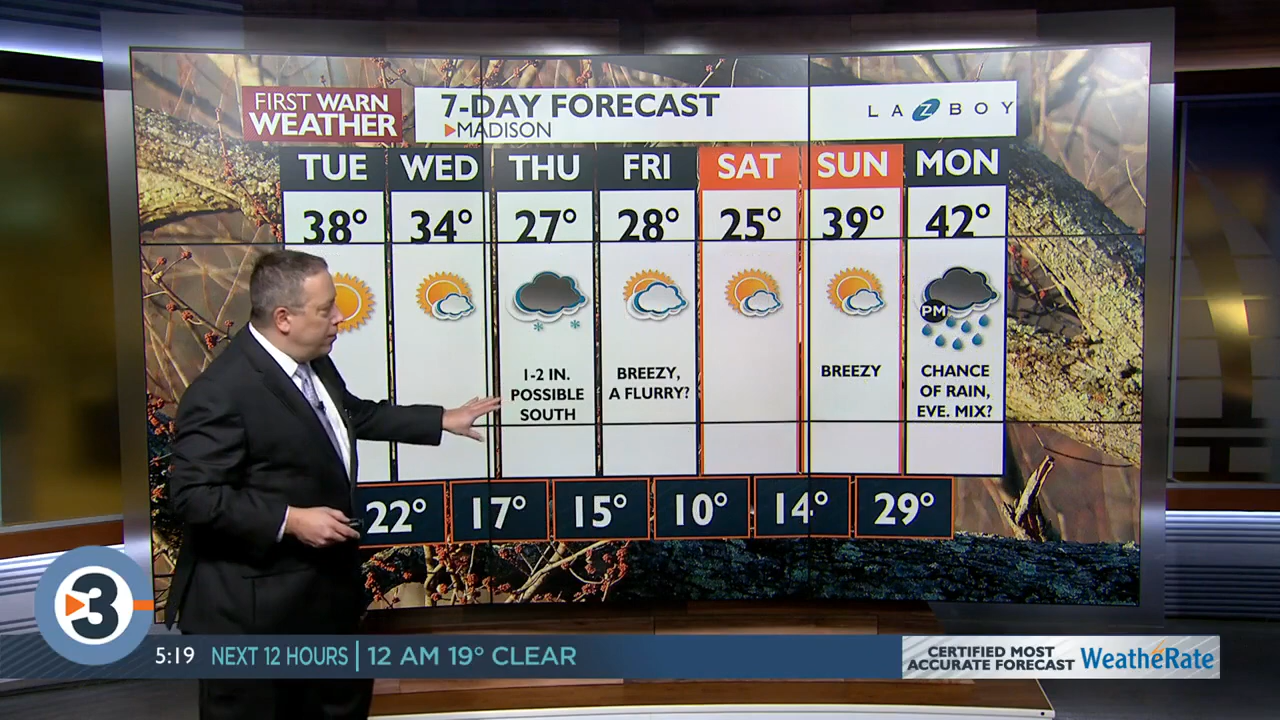 FIRST WARN
WEATHER
7-DAY FORECAST
MADISON
LA Z BOY
TUE WED THU FRI SAT SUN MON
38° 34° 27° 28° 25° 39° 42°
PM
1-2 IN.
POSSIBLE
SOUTH
BREEZY,
A FLURRY?
BREEZY
CHANCE
OF RAIN,
EVE. MIX?
22° 17° 15° 10° 14° 29°
3
5:19 NEXT 12 HOURS | 12 AM 19° CLEAR
CERTIFIED MOST
ACCURATE FORECAST
WeatheRate